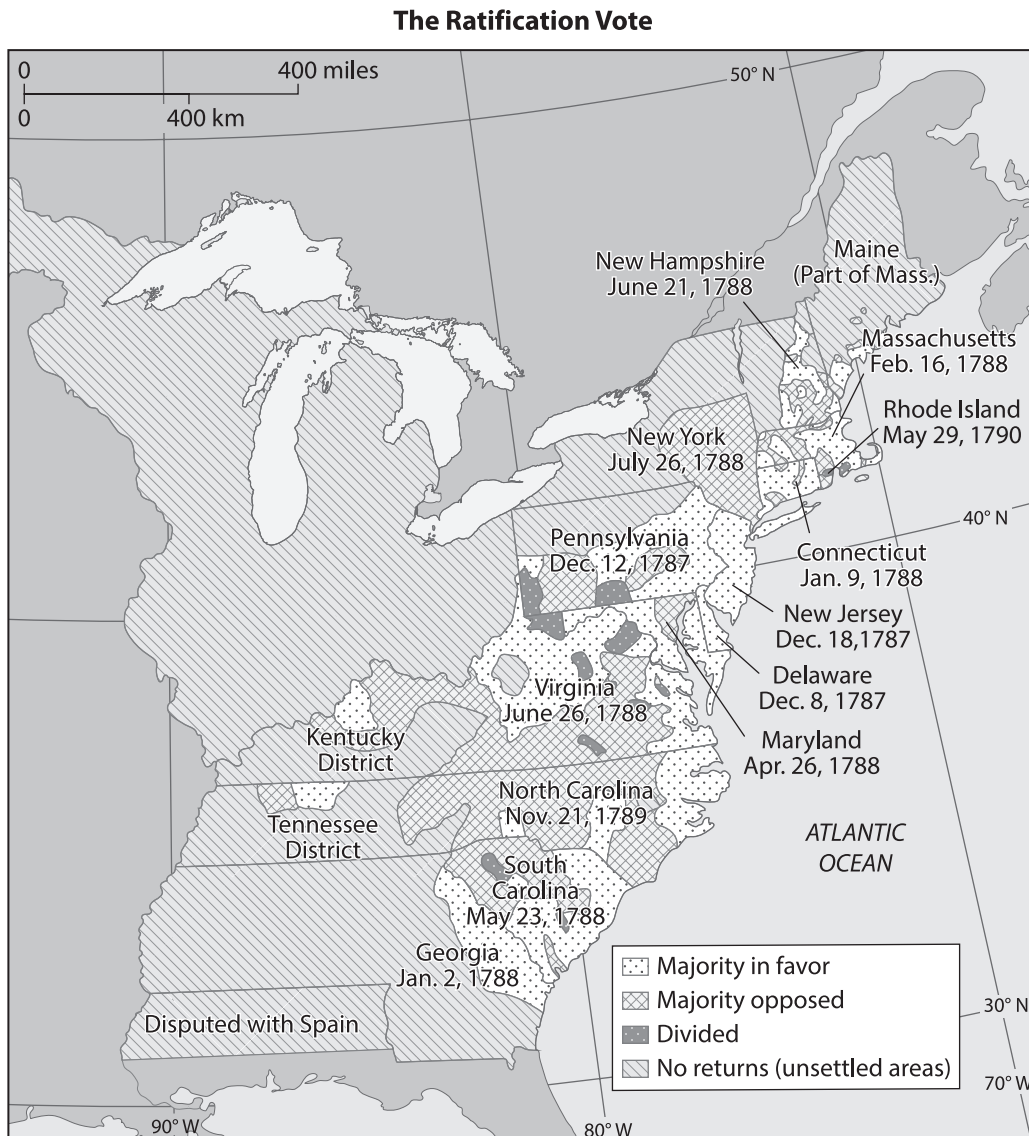 The Ratification Vote
0 400 miles
0 400 km
50° N
New Hampshire
June 21, 1788
Maine
(Part of Mass.)
Massachusetts
Feb. 16, 1788
Rhode Island
May 29, 1790
New York
July 26, 1788
40° N
Pennsylvania
Dec. 12, 1787
Connecticut
Jan. 9, 1788
New Jersey
Dec. 18,1787
Delaware
Dec. 8, 1787
Virginia
June 26, 1788
Maryland
Apr. 26, 1788
Kentucky
District
North Carolina
Nov. 21, 1789
Tennessee
District
ATLANTIC
OCEAN
South
Carolina
May 23, 1788
Georgia
Jan. 2, 1788
Disputed with Spain
Majority in favor
Majority opposed
Divided
No returns (unsettled areas)
30° N
70° W
90° W
80° W